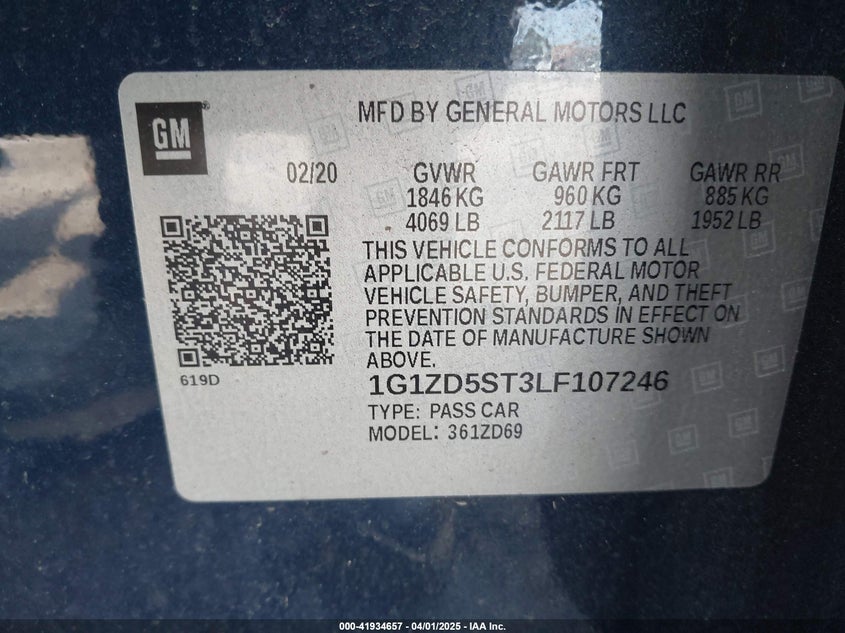 GM
MFD BY GENERAL MOTORS LLC
02/20 GVWR GAWR FRT GAWR RR
1846 KG 960 KG 885 KG
4069 LB 2117 LB 1952 LB
THIS VEHICLE CONFORMS TO ALL
APPLICABLE U.S. FEDERAL MOTOR
VEHICLE SAFETY, BUMPER, AND THEFT
PREVENTION STANDARDS IN EFFECT ON
THE DATE OF MANUFACTURE SHOWN
ABOVE.
619D
1G1ZD5ST3LF107246
TYPE: PASS CAR
MODEL: 361ZD69
000-41934657 - 04/01/2025 - IAA Inc.